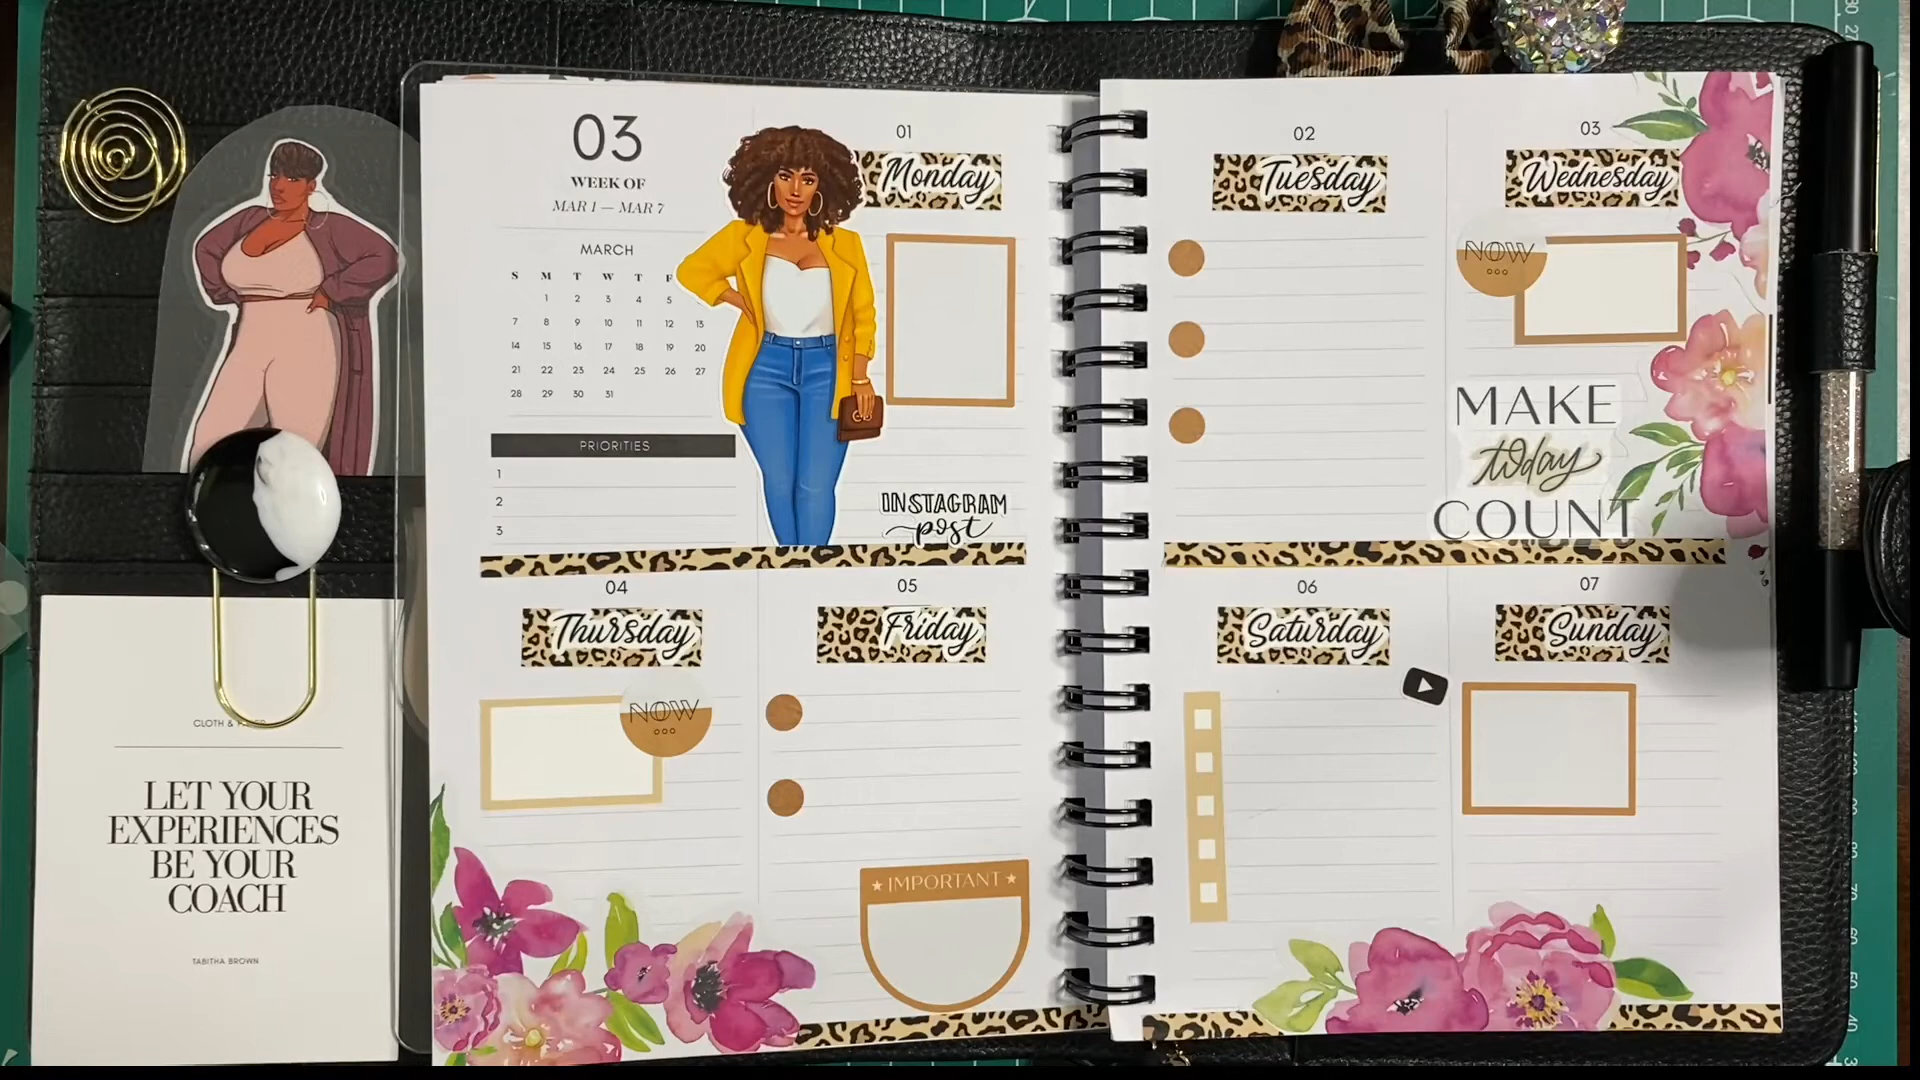 03
WEEK OF
MAR 1 — MAR 7
MARCH
S M T W T F
1 2 3 4 5
7 8 9 10 11 12 13
14 15 16 17 18 19 20
21 22 23 24 25 26 27
28 29 30 31
PRIORITIES
1
2
3
01
Monday
INSTAGRAM
post
02
Tuesday
03
Wednesday
NOW
MAKE
today
COUNT
04
Thursday
NOW
05
Friday
IMPORTANT
06
Saturday
07
Sunday
CLOTH &
LET YOUR
EXPERIENCES
BE YOUR
COACH
TABITHA BROWN